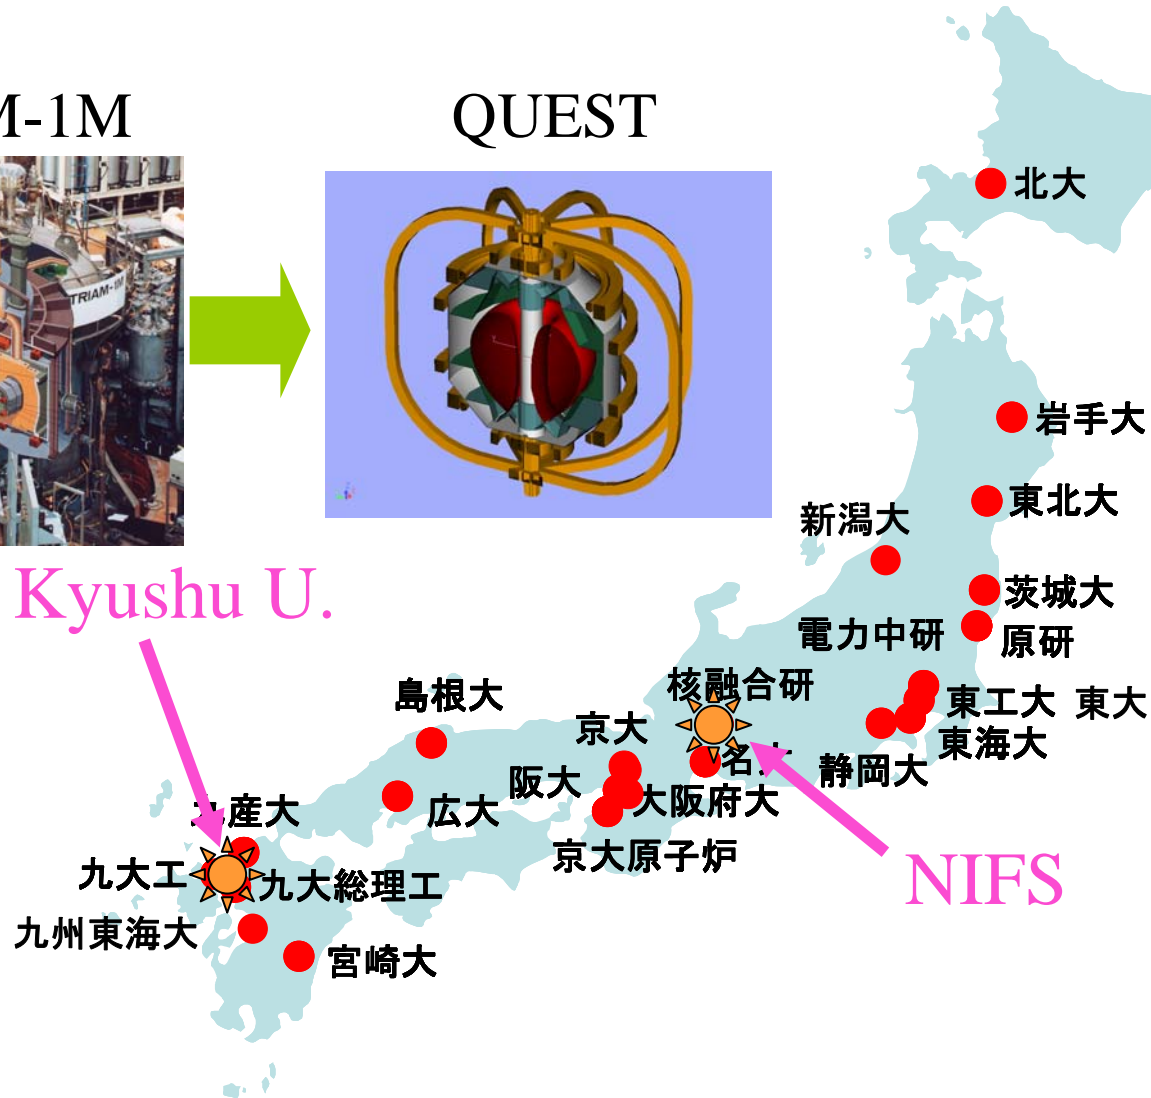 M-1M
QUEST
TRIAM-1M
北大
岩手大
東北大
新潟大
Kyushu U.
茨城大
電力中研
原研
核融合研
島根大
東工大 東大
京大
東海大
名大
静岡大
阪大
大阪府大
広大
九産大
京大原子炉
NIFS
九大工
九大総理工
九州東海大
宮崎大